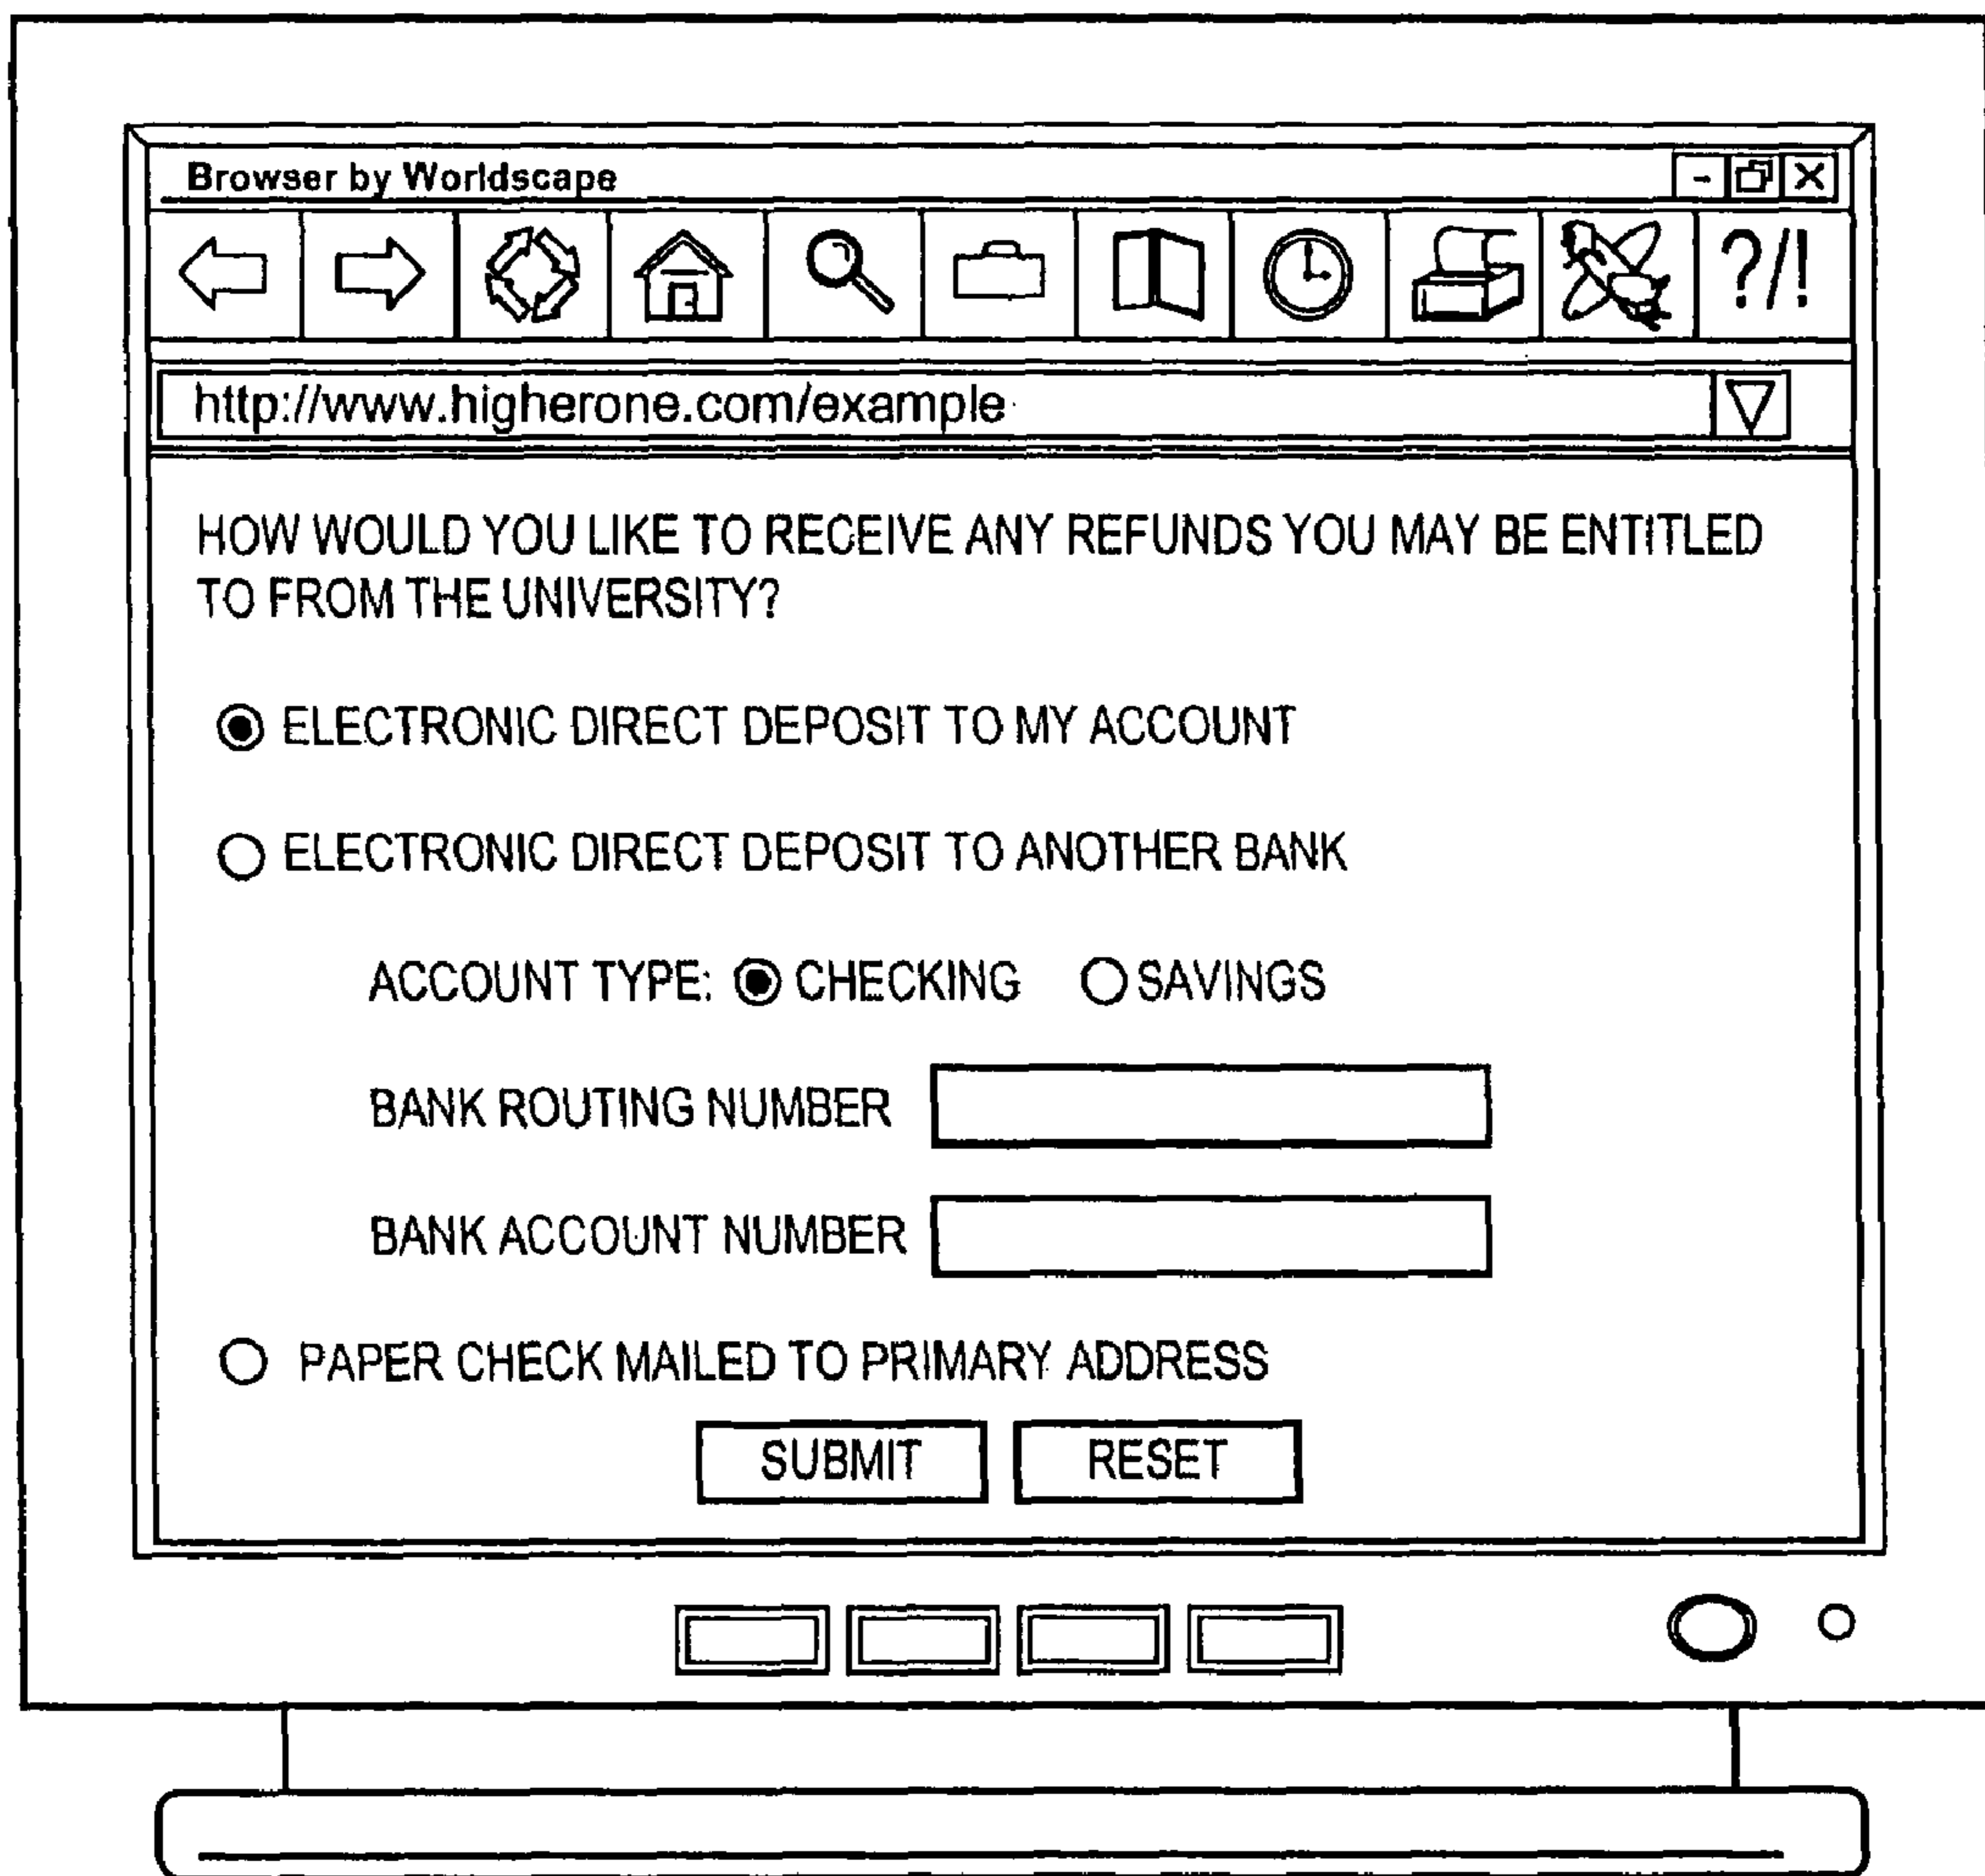 Browser by Worldscape
?/!
http://www.higherone.com/example
HOW WOULD YOU LIKE TO RECEIVE ANY REFUNDS YOU MAY BE ENTITLED
TO FROM THE UNIVERSITY?
ELECTRONIC DIRECT DEPOSIT TO MY ACCOUNT
ELECTRONIC DIRECT DEPOSIT TO ANOTHER BANK
ACCOUNT TYPE: CHECKING SAVINGS
BANK ROUTING NUMBER
BANK ACCOUNT NUMBER
PAPER CHECK MAILED TO PRIMARY ADDRESS
SUBMIT RESET